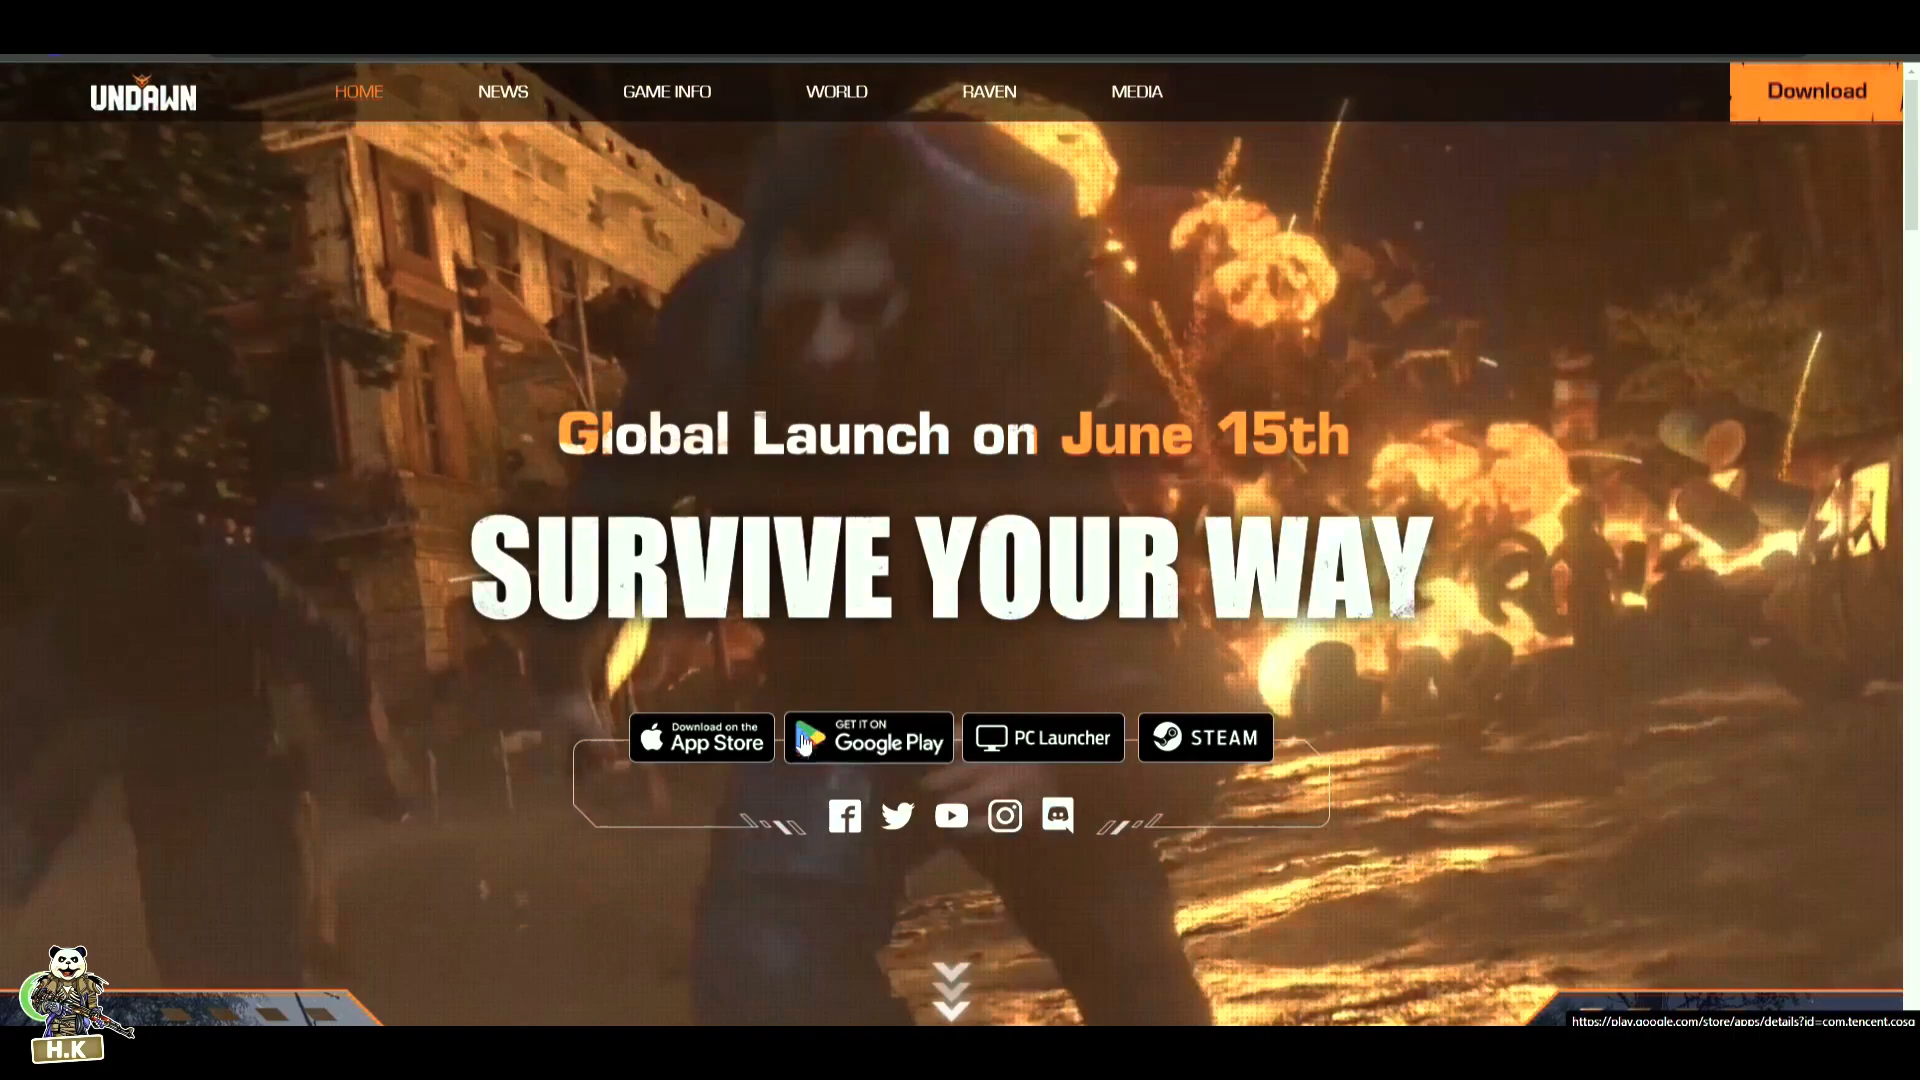 UNDAWN
HOME
NEWS
GAME INFO
WORLD
RAVEN
MEDIA
Download
Global Launch on June 15th
SURVIVE YOUR WAY
Download on the
App Store
GET IT ON
Google Play
PC Launcher
STEAM
https://play.google.com/store/apps/details?id=com.tencent.cosg
H.K